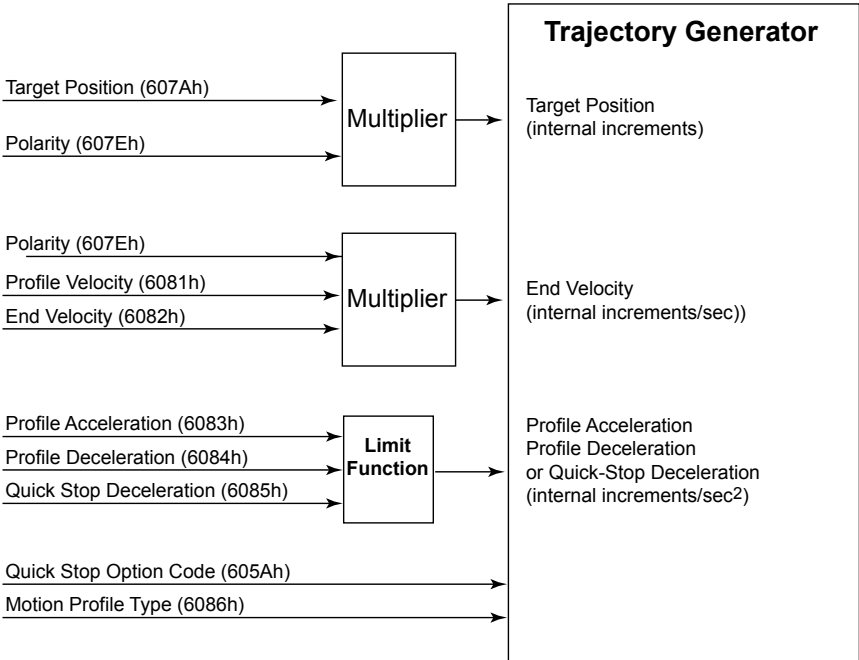 Trajectory Generator
Target Position (607Ah)
Polarity (607Eh)
Multiplier
Target Position
(internal increments)
Polarity (607Eh)
Profile Velocity (6081h)
End Velocity (6082h)
Multiplier
End Velocity
(internal increments/sec))
Profile Acceleration (6083h)
Profile Deceleration (6084h)
Quick Stop Deceleration (6085h)
Limit
Function
Profile Acceleration
Profile Deceleration
or Quick-Stop Deceleration
(internal increments/sec2)
Quick Stop Option Code (605Ah)
Motion Profile Type (6086h)